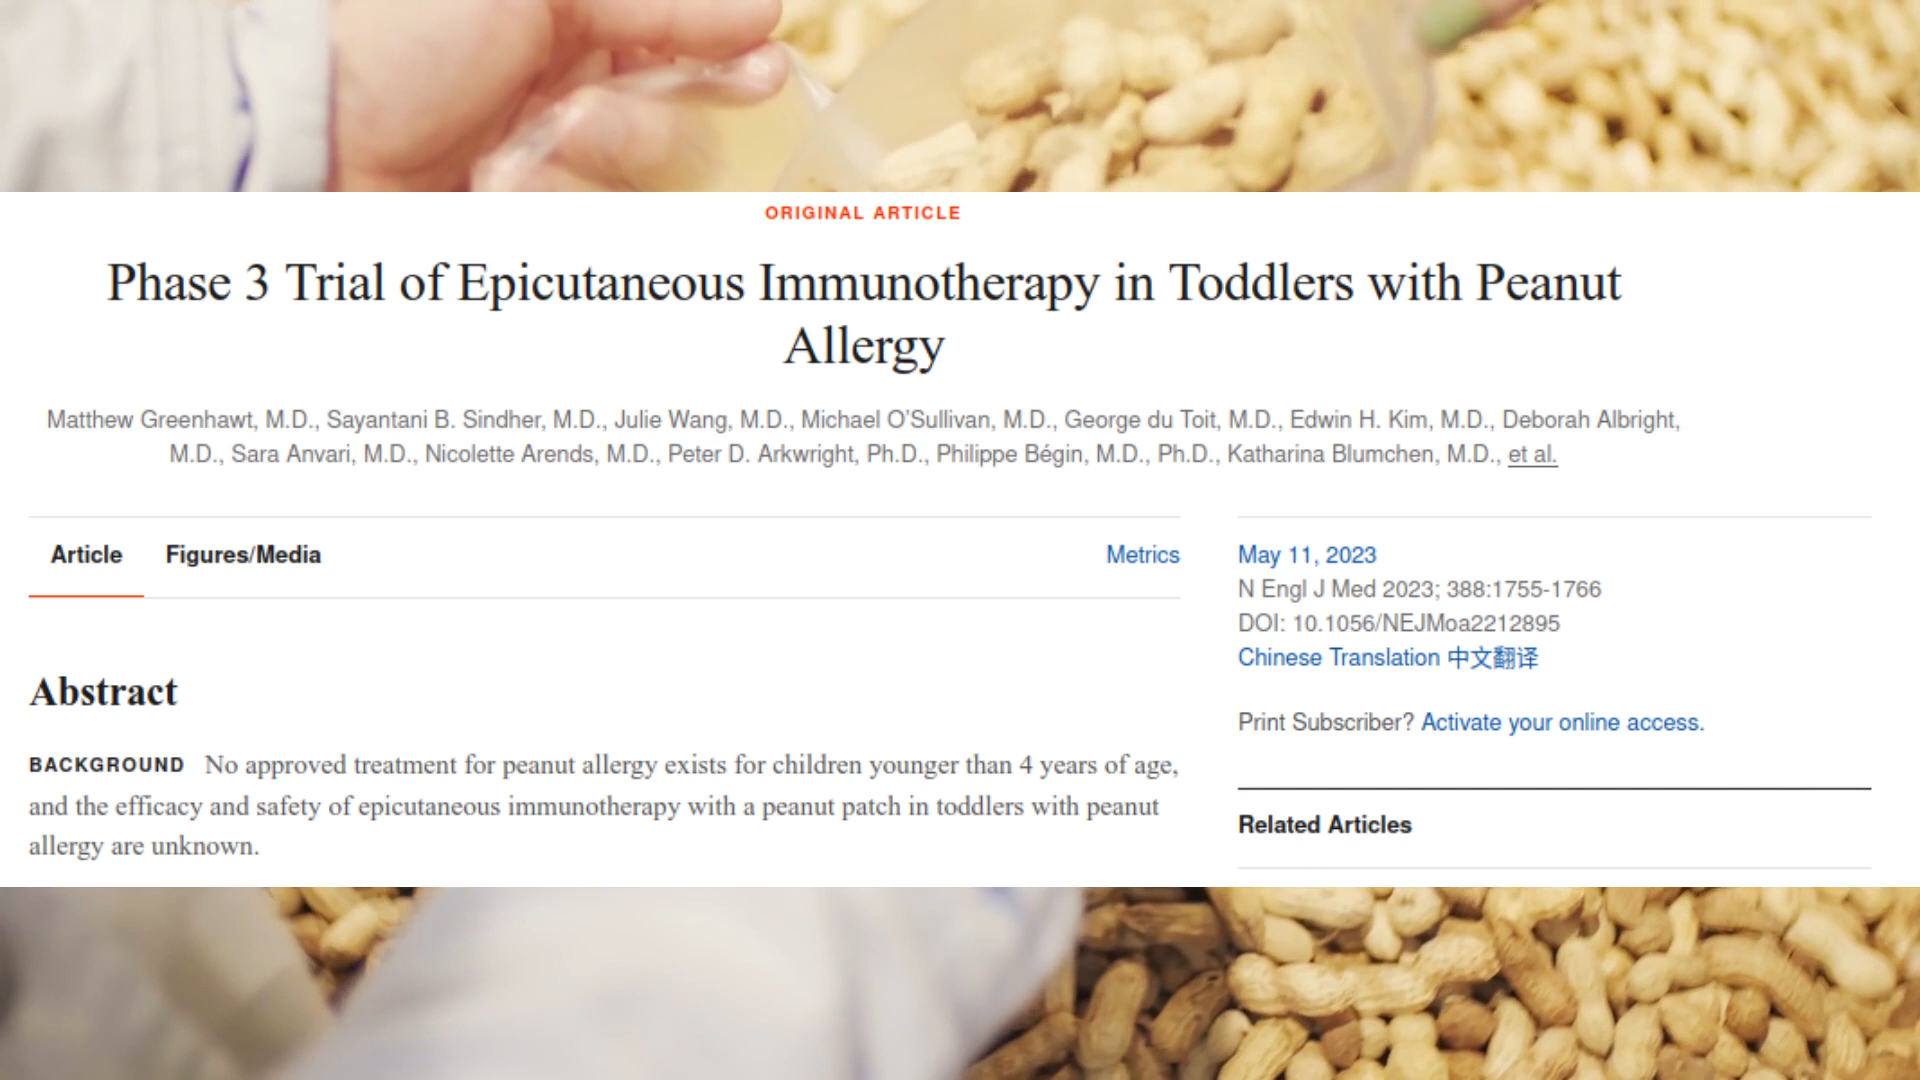 ORIGINAL ARTICLE
Phase 3 Trial of Epicutaneous Immunotherapy in Toddlers with Peanut
Allergy
Matthew Greenhawt, M.D., Sayantani B. Sindher, M.D., Julie Wang, M.D., Michael O’Sullivan, M.D., George du Toit, M.D., Edwin H. Kim, M.D., Deborah Albright,
M.D., Sara Anvari, M.D., Nicolette Arends, M.D., Peter D. Arkwright, Ph.D., Philippe Bégin, M.D., Ph.D., Katharina Blumchen, M.D., et al.
Article Figures/Media Metrics
Abstract
BACKGROUND No approved treatment for peanut allergy exists for children younger than 4 years of age,
and the efficacy and safety of epicutaneous immunotherapy with a peanut patch in toddlers with peanut
allergy are unknown.
May 11, 2023
N Engl J Med 2023; 388:1755-1766
DOI: 10.1056/NEJMoa2212895
Chinese Translation 中文翻译
Print Subscriber? Activate your online access.
Related Articles